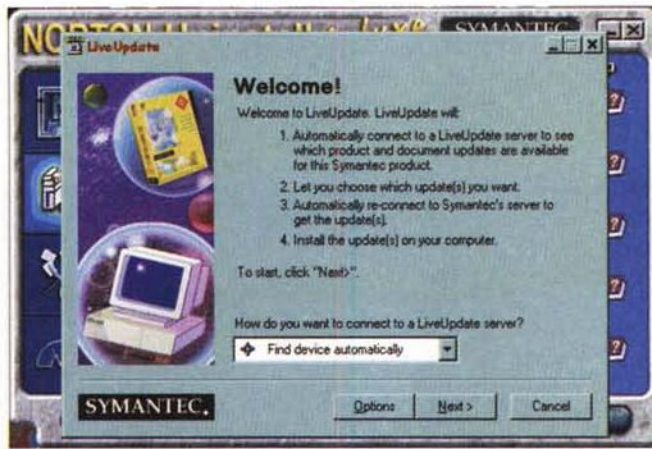 NORTON Uninstall
SYMANTEC
LiveUpdate
Welcome!
Welcome to LiveUpdate. LiveUpdate will:
1. Automatically connect to a LiveUpdate server to see
which product and document updates are available
for this Symantec product.
2. Let you choose which update(s) you want.
3. Automatically re-connect to Symantec's server to
get the update(s).
4. Install the update(s) on your computer.
To start, click "Next>".
How do you want to connect to a LiveUpdate server?
Find device automatically
SYMANTEC.
Options
Next >
Cancel